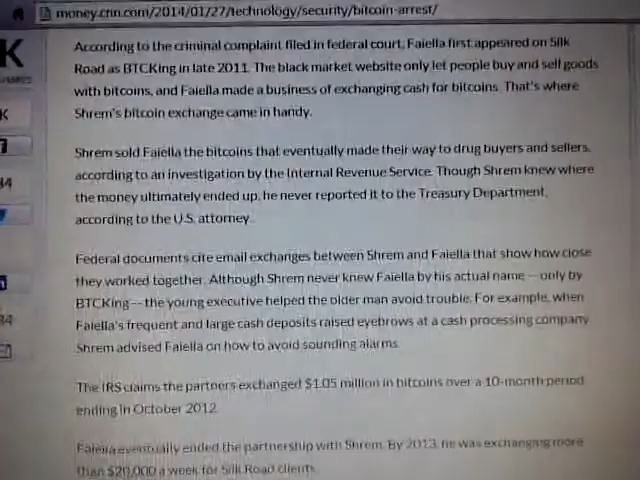 money.cnn.com/2014/01/27/technology/security/bitcoin-arrest/
K
SHARES
According to the criminal complaint filed in federal court, Faiella first appeared on Silk
Road as BTCKing in late 2011. The black market website only let people buy and sell goods
with bitcoins, and Faiella made a business of exchanging cash for bitcoins. That's where
Shrem's bitcoin exchange came in handy.
K
Shrem sold Faiella the bitcoins that eventually made their way to drug buyers and sellers,
according to an investigation by the Internal Revenue Service. Though Shrem knew where
the money ultimately ended up, he never reported it to the Treasury Department,
according to the U.S. attorney.
Federal documents cite email exchanges between Shrem and Faiella that show how close
they worked together. Although Shrem never knew Faiella by his actual name -- only by
BTCKing -- the young executive helped the older man avoid trouble. For example, when
Faiella's frequent and large cash deposits raised eyebrows at a cash processing company
Shrem advised Faiella on how to avoid sounding alarms.
The IRS claims the partners exchanged $1.05 million in bitcoins over a 10-month period
ending in October 2012.
Faiella eventually ended the partnership with Shrem. By 2013, he was exchanging more
than $20,000 a week for Silk Road clients.